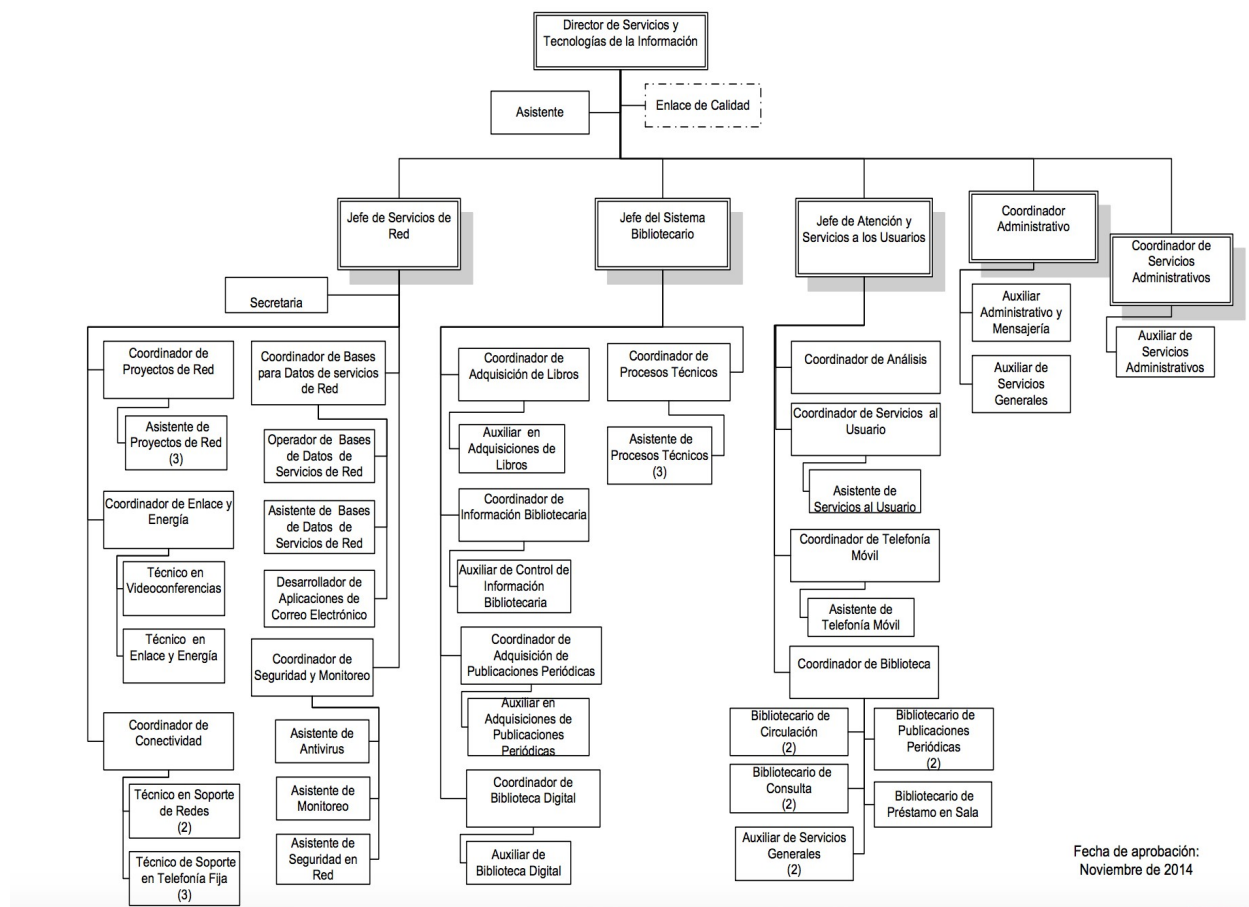 Director de Servicios y
Tecnologías de la Información
Asistente
Enlace de Calidad
Jefe de Servicios de
Red
Jefe del Sistema
Bibliotecario
Jefe de Atención y
Servicios a los Usuarios
Coordinador
Administrativo
Coordinador de
Servicios
Administrativos
Secretaria
Auxiliar
Administrativo y
Mensajería
Auxiliar de
Servicios
Generales
Auxiliar de
Servicios
Administrativos
Coordinador de
Proyectos de Red
Asistente de
Proyectos de Red
(3)
Coordinador de Enlace y
Energía
Técnico en
Videoconferencias
Técnico en
Enlace y Energía
Coordinador de
Conectividad
Técnico en Soporte
de Redes
(2)
Técnico de Soporte
en Telefonía Fija
(3)
Coordinador de Bases
para Datos de servicios
de Red
Operador de Bases
de Datos de
Servicios de Red
Asistente de Bases
de Datos de
Servicios de Red
Desarrollador de
Aplicaciones de
Correo Electrónico
Coordinador de
Seguridad y Monitoreo
Asistente de
Antivirus
Asistente de
Monitoreo
Asistente de
Seguridad en
Red
Coordinador de
Adquisición de Libros
Auxiliar en
Adquisiciones de
Libros
Coordinador de
Información Bibliotecaria
Auxiliar de Control de
Información
Bibliotecaria
Coordinador de
Adquisición de
Publicaciones Periódicas
Auxiliar en
Adquisiciones de
Publicaciones
Periódicas
Coordinador de
Biblioteca Digital
Auxiliar de
Biblioteca Digital
Coordinador de
Procesos Técnicos
Asistente de
Procesos Técnicos
(3)
Coordinador de Análisis
Coordinador de Servicios al
Usuario
Asistente de
Servicios al Usuario
Coordinador de Telefonía
Móvil
Asistente de
Telefonía Móvil
Coordinador de Biblioteca
Bibliotecario de
Circulación
(2)
Bibliotecario de
Publicaciones
Periódicas
(2)
Bibliotecario de
Consulta
(2)
Bibliotecario de
Préstamo en Sala
Auxiliar de Servicios
Generales
(2)
Fecha de aprobación:
Noviembre de 2014